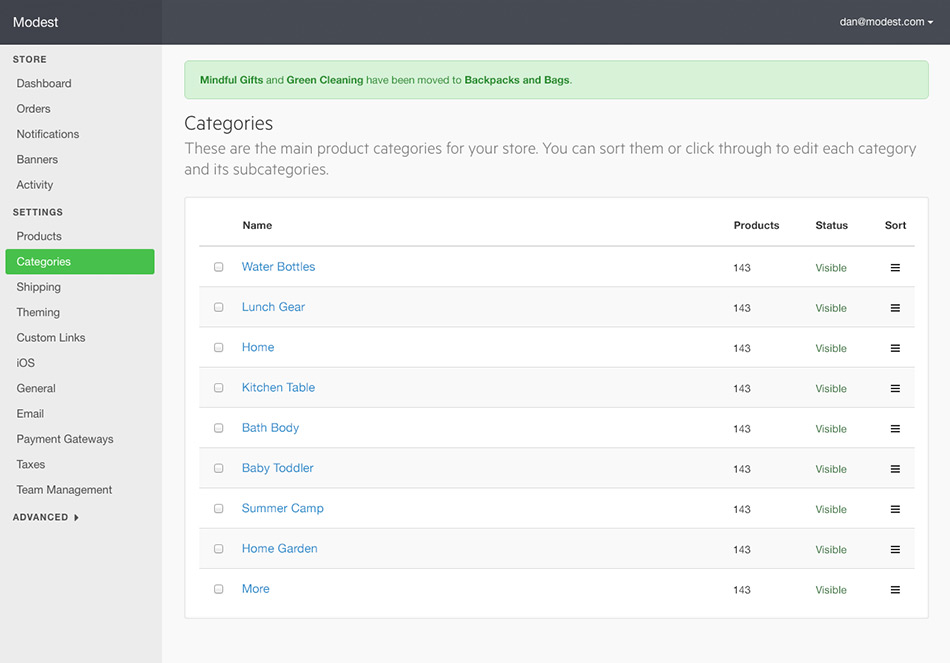 Modest
dan@modest.com
STORE
Dashboard
Orders
Notifications
Banners
Activity
SETTINGS
Products
Categories
Shipping
Theming
Custom Links
iOS
General
Email
Payment Gateways
Taxes
Team Management
ADVANCED
Mindful Gifts and Green Cleaning have been moved to Backpacks and Bags.
Categories
These are the main product categories for your store. You can sort them or click through to edit each category
and its subcategories.
Name Products Status Sort
Water Bottles 143 Visible
Lunch Gear 143 Visible
Home 143 Visible
Kitchen Table 143 Visible
Bath Body 143 Visible
Baby Toddler 143 Visible
Summer Camp 143 Visible
Home Garden 143 Visible
More 143 Visible